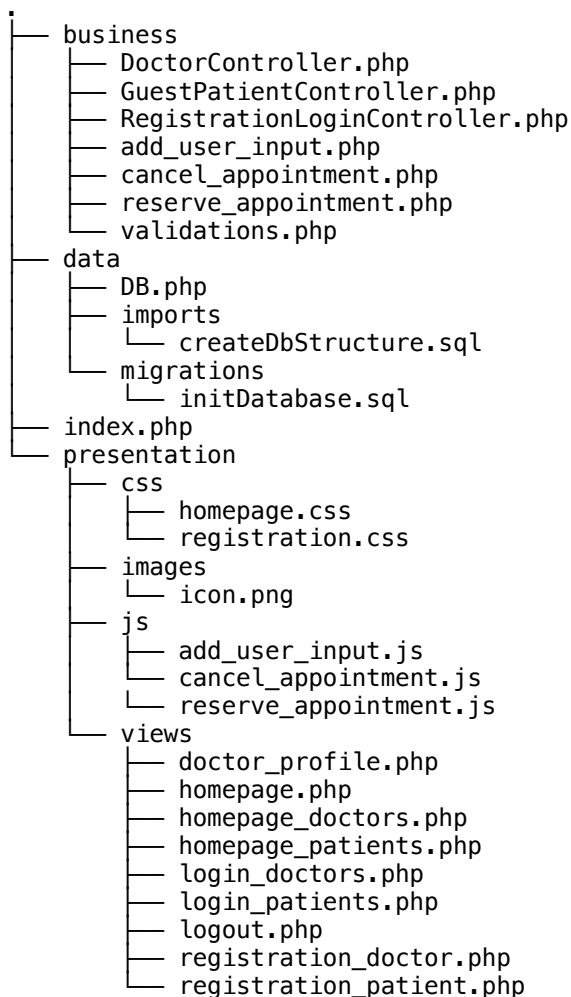 .
├── business
│   ├── DoctorController.php
│   ├── GuestPatientController.php
│   ├── RegistrationLoginController.php
│   ├── add_user_input.php
│   ├── cancel_appointment.php
│   ├── reserve_appointment.php
│   └── validations.php
├── data
│   ├── DB.php
│   ├── imports
│   │   └── createDbStructure.sql
│   └── migrations
│       └── initDatabase.sql
├── index.php
└── presentation
    ├── css
    │   ├── homepage.css
    │   └── registration.css
    ├── images
    │   └── icon.png
    ├── js
    │   ├── add_user_input.js
    │   ├── cancel_appointment.js
    │   └── reserve_appointment.js
    └── views
        ├── doctor_profile.php
        ├── homepage.php
        ├── homepage_doctors.php
        ├── homepage_patients.php
        ├── login_doctors.php
        ├── login_patients.php
        ├── logout.php
        ├── registration_doctor.php
        └── registration_patient.php